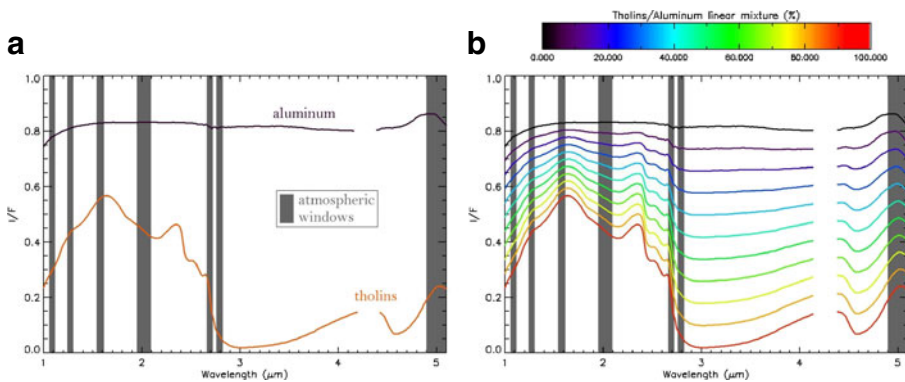 a
1.0
0.8
0.6
0.4
0.2
0.0
I/F
aluminum
atmospheric
windows
tholins
1 2 3 4 5
Wavelength (μm)
b
Tholins/Aluminum linear mixture (%)
0.000 20.000 40.000 60.000 80.000 100.000
1.0
0.8
0.6
0.4
0.2
0.0
I/F
1 2 3 4 5
Wavelength (μm)